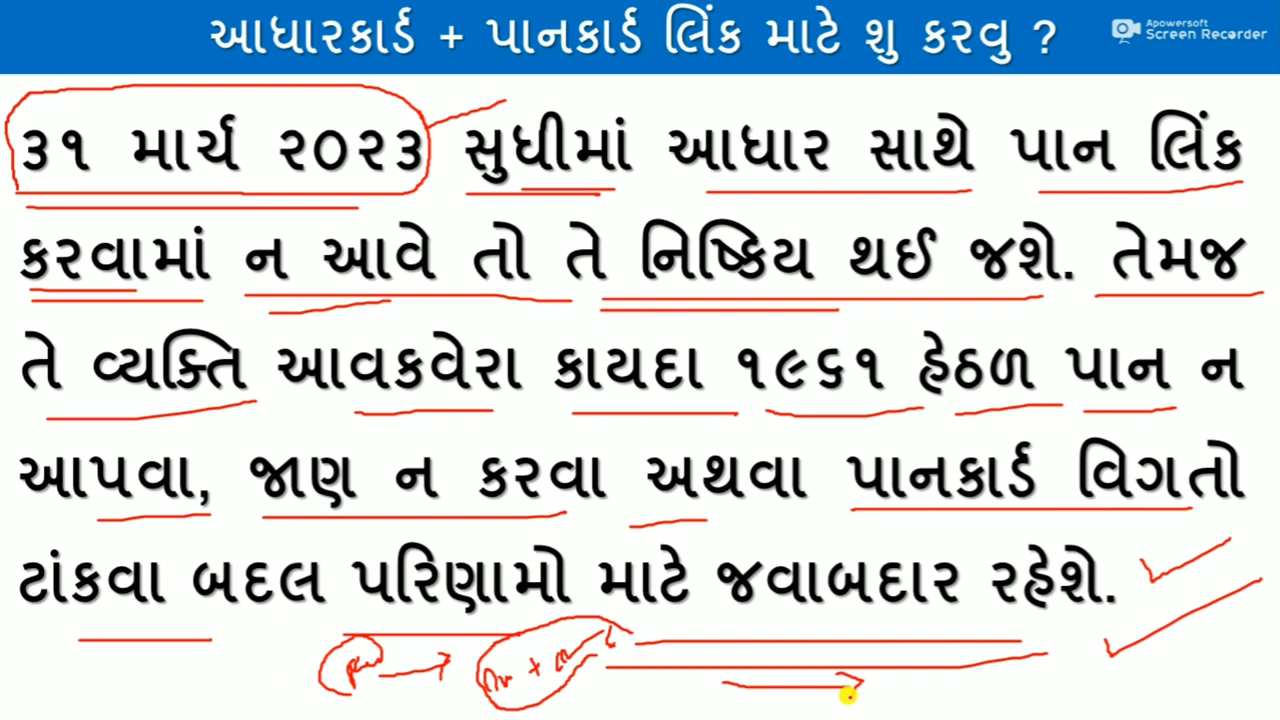 આધારકાર્ડ + પાનકાર્ડ લિંક માટે શુ કરવુ ?
Apowersoft
Screen Recorder
૩૧ માર્ચ ૨૦૨૩ સુધીમાં આધાર સાથે પાન લિંક
કરવામાં ન આવે તો તે નિષ્ક્રિય થઈ જશે. તેમજ
તે વ્યક્તિ આવકવેરા કાયદા ૧૯૬૧ હેઠળ પાન ન
આપવા, જાણ ન કરવા અથવા પાનકાર્ડ વિગતો
ટાંકવા બદલ પરિણામો માટે જવાબદાર રહેશે.